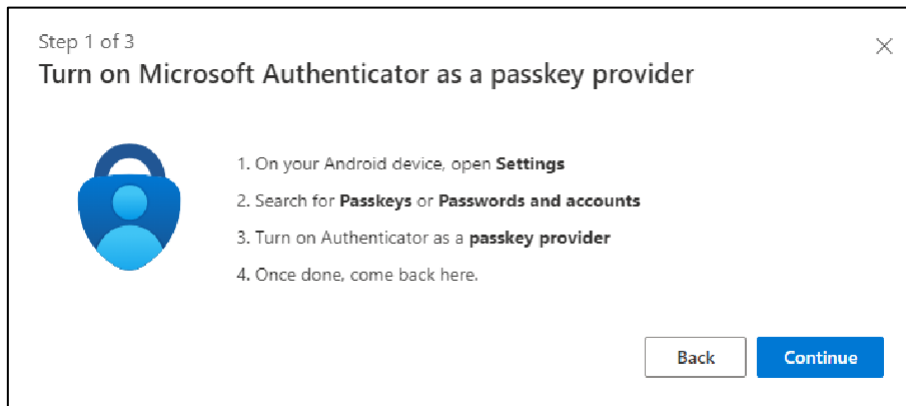 Step 1 of 3
Turn on Microsoft Authenticator as a passkey provider
1. On your Android device, open Settings
2. Search for Passkeys or Passwords and accounts
3. Turn on Authenticator as a passkey provider
4. Once done, come back here.
Back Continue